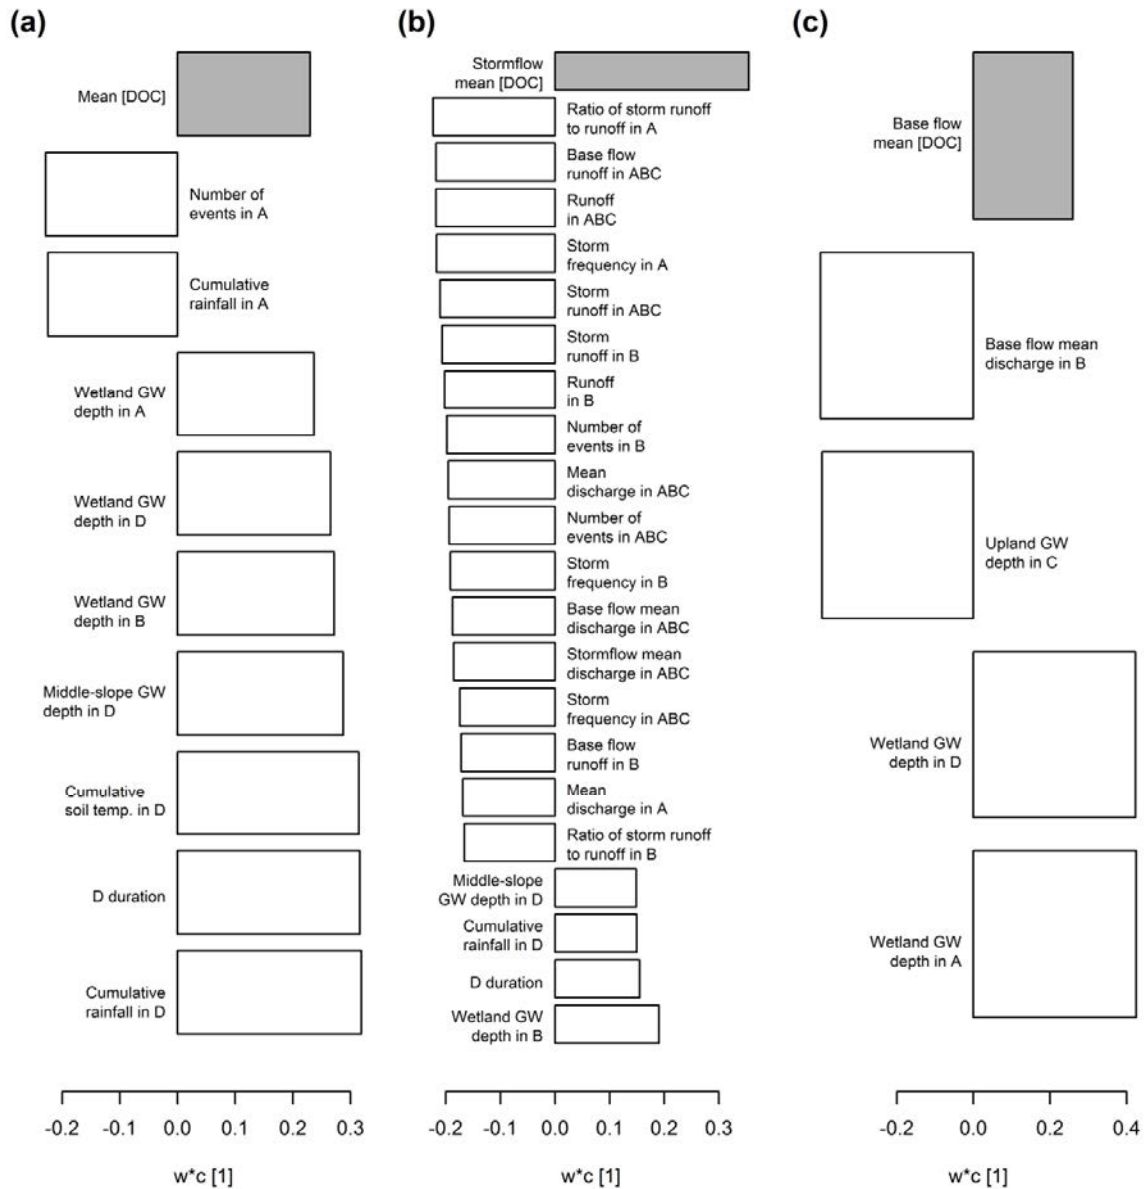 (a)
Mean [DOC]
Number of
events in A
Cumulative
rainfall in A
Wetland GW
depth in A
Wetland GW
depth in D
Wetland GW
depth in B
Middle-slope GW
depth in D
Cumulative
soil temp. in D
D duration
Cumulative
rainfall in D
-0.2 -0.1 0.0 0.1 0.2 0.3
w*c [1]
(b)
Stormflow
mean [DOC]
Ratio of storm runoff
to runoff in A
Base flow
runoff in ABC
Runoff
in ABC
Storm
frequency in A
Storm
runoff in ABC
Storm
runoff in B
Runoff
in B
Number of
events in B
Mean
discharge in ABC
Number of
events in ABC
Storm
frequency in B
Base flow mean
discharge in ABC
Stormflow mean
discharge in ABC
Storm
frequency in ABC
Base flow
runoff in B
Mean
discharge in A
Ratio of storm runoff
to runoff in B
Middle-slope
GW depth in D
Cumulative
rainfall in D
D duration
Wetland GW
depth in B
-0.2 -0.1 0.0 0.1 0.2 0.3
w*c [1]
(c)
Base flow
mean [DOC]
Base flow mean
discharge in B
Upland GW
depth in C
Wetland GW
depth in D
Wetland GW
depth in A
-0.2 0.0 0.2 0.4
w*c [1]